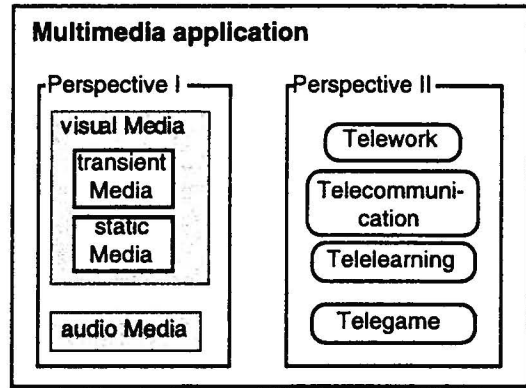 Multimedia application
Perspective I
visual Media
transient
Media
static
Media
audio Media
Perspective II
Telework
Telecommuni-
cation
Telelearning
Telegame